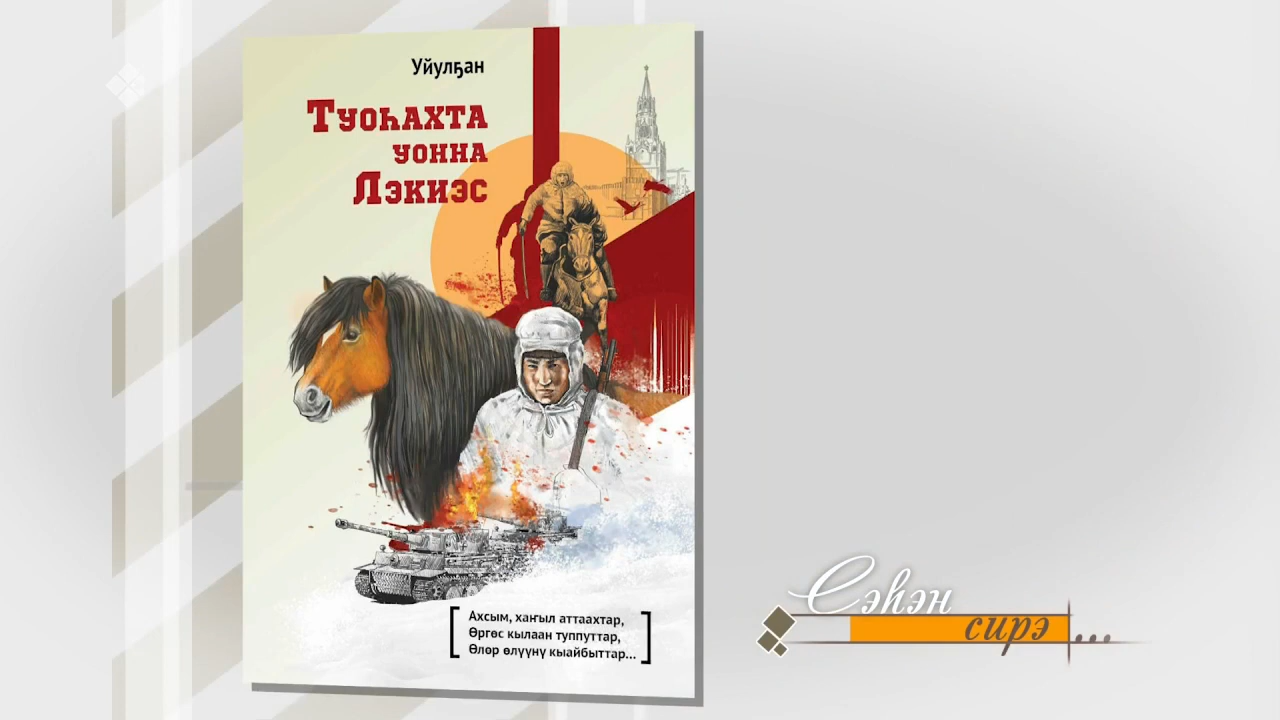 Уйулҕан
Туоһахта
уонна
Лэкиэс
Ахсым, хаҥыл аттаахтар,
Өргөс кылаан туппуттар,
Өлөр өлүүнү кыайбыттар...
Сэһэн
сирэ...